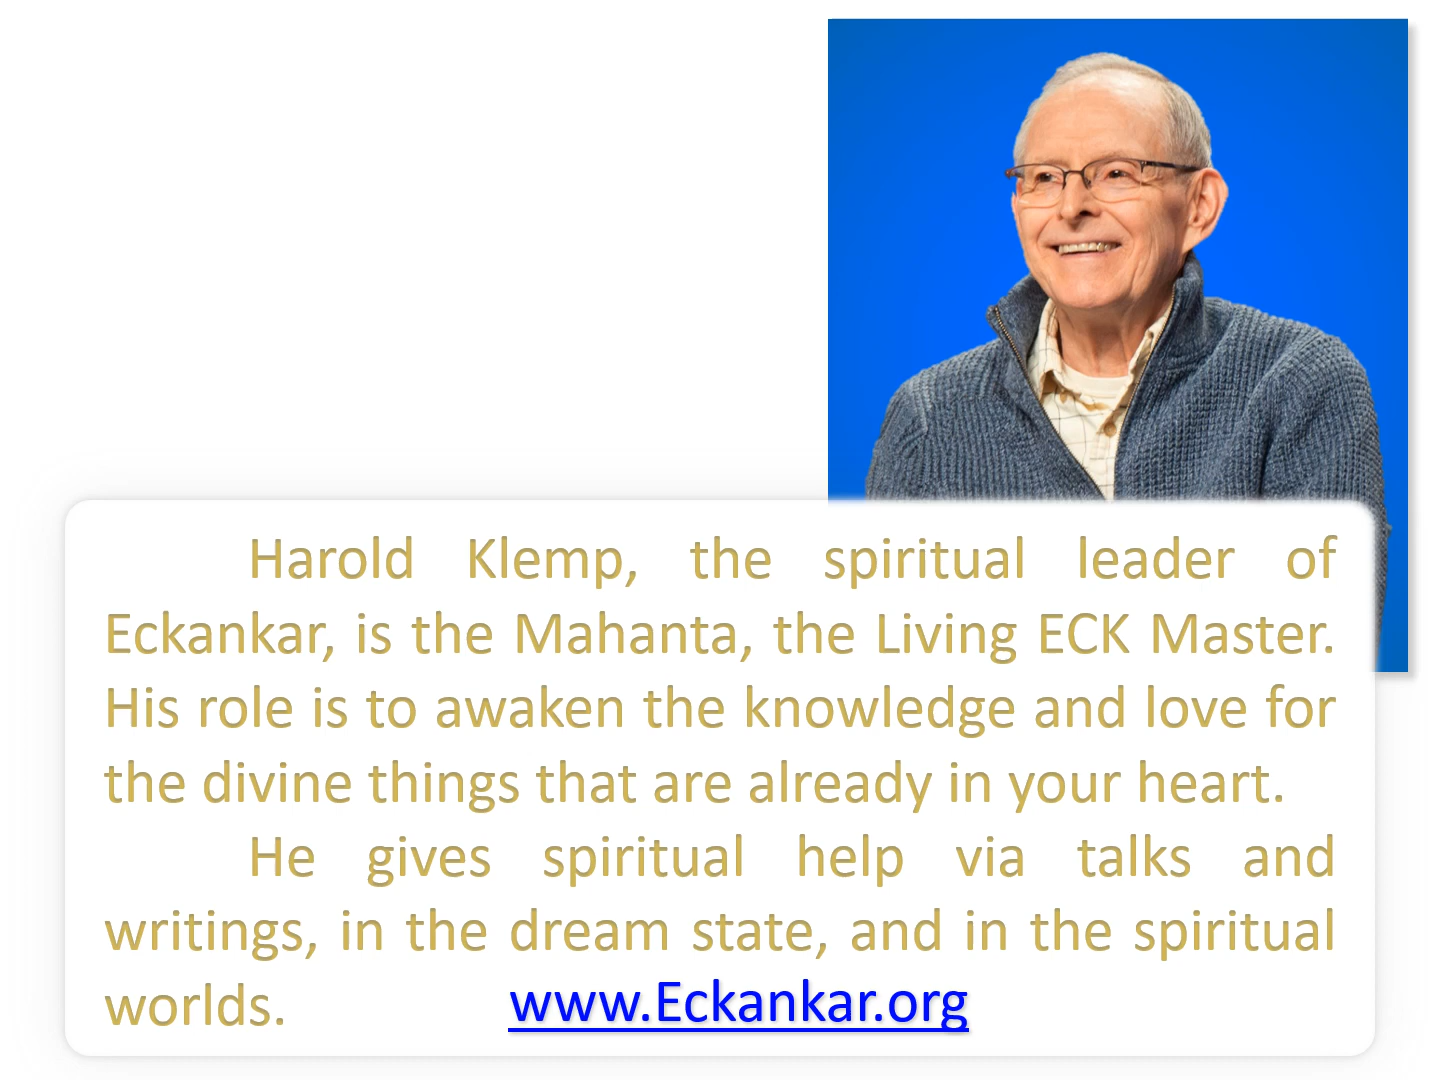 Harold Klemp, the spiritual leader of
Eckankar, is the Mahanta, the Living ECK Master.
His role is to awaken the knowledge and love for
the divine things that are already in your heart.
He gives spiritual help via talks and
writings, in the dream state, and in the spiritual
worlds. www.Eckankar.org